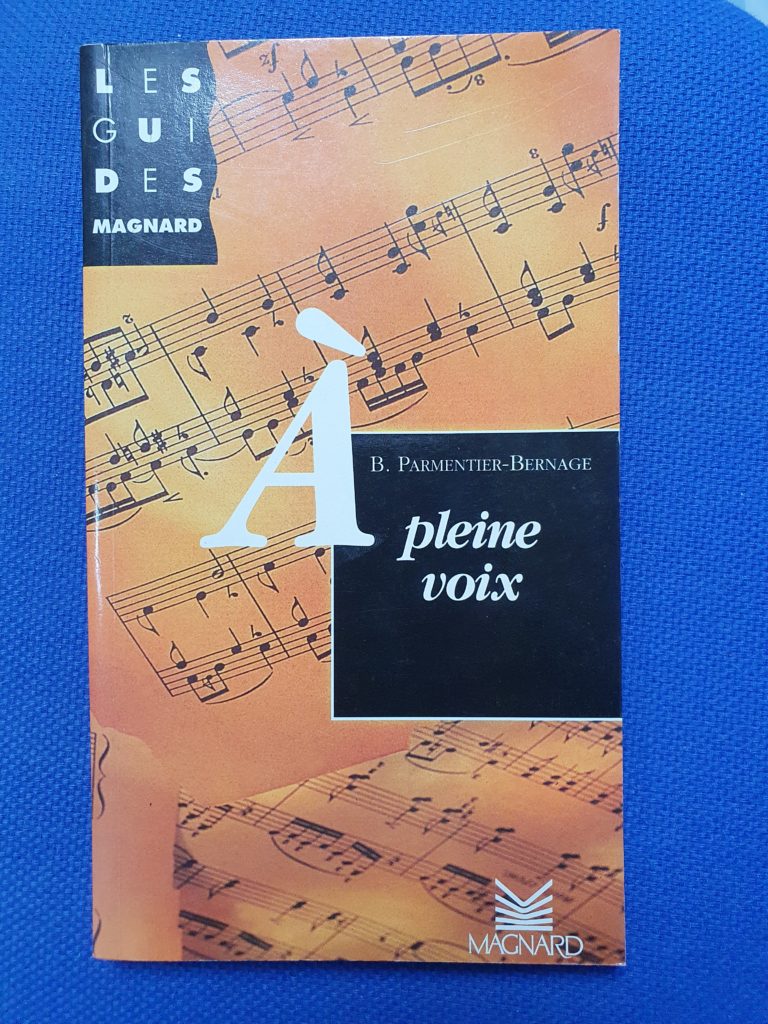 LES
GUI
DES
MAGNARD
B. PARMENTIER-BERNAGE
À pleine
voix
MAGNARD